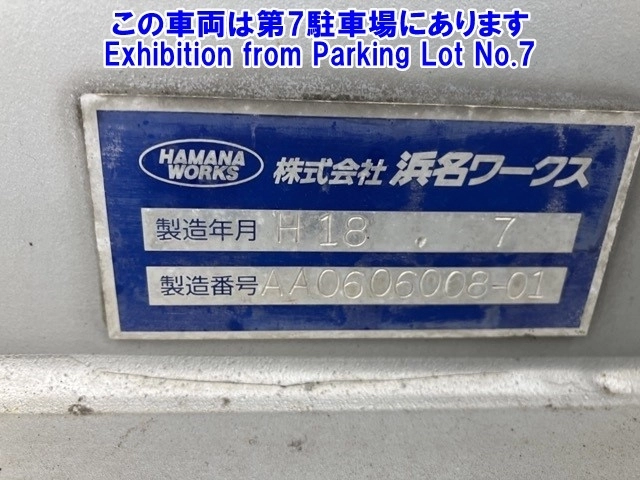 この車両は第7駐車場にあります
Exhibition from Parking Lot No.7
HAMANA
WORKS
株式会社 浜名ワークス
製造年月 H18 . 7
製造番号 AA0606008-01